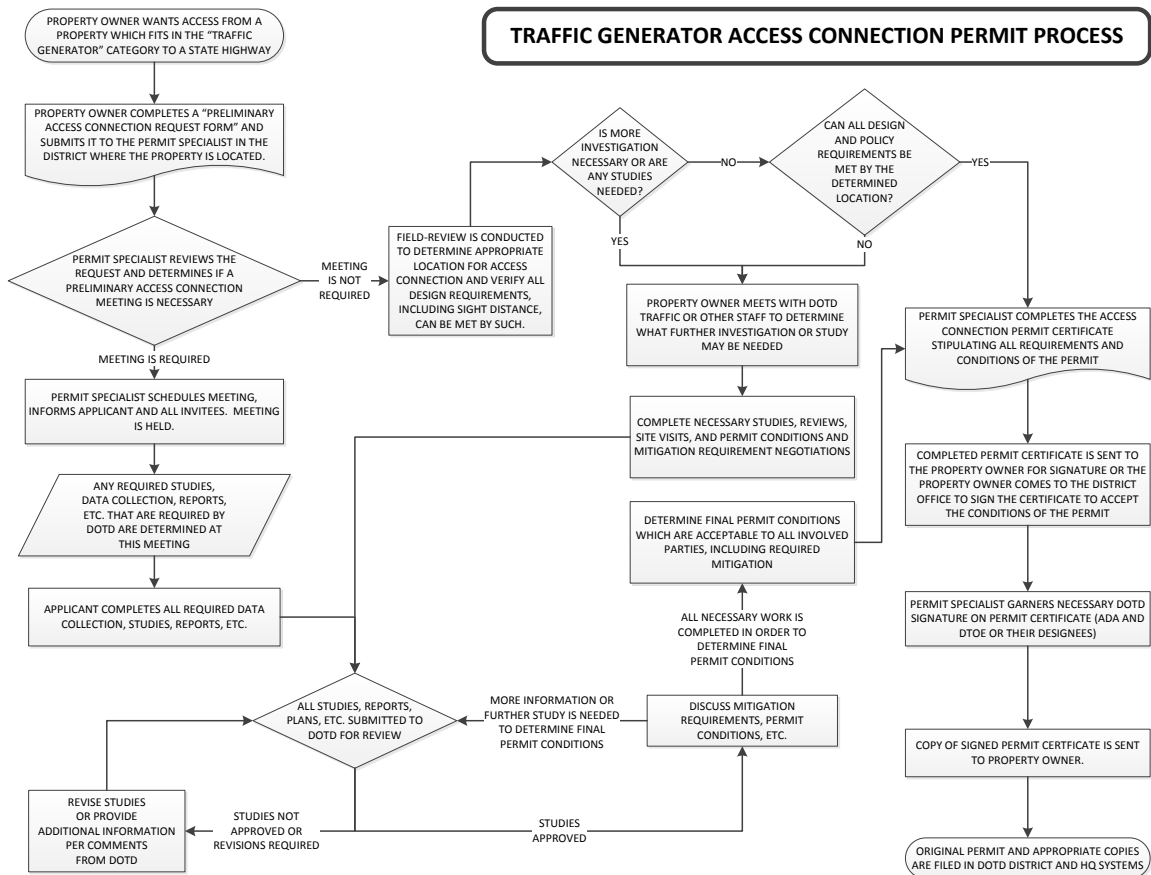 TRAFFIC GENERATOR ACCESS CONNECTION PERMIT PROCESS
PROPERTY OWNER WANTS ACCESS FROM A
PROPERTY WHICH FITS IN THE “TRAFFIC
GENERATOR” CATEGORY TO A STATE HIGHWAY
PROPERTY OWNER COMPLETES A “PRELIMINARY
ACCESS CONNECTION REQUEST FORM” AND
SUBMITS IT TO THE PERMIT SPECIALIST IN THE
DISTRICT WHERE THE PROPERTY IS LOCATED.
PERMIT SPECIALIST REVIEWS THE
REQUEST AND DETERMINES IF A
PRELIMINARY ACCESS CONNECTION
MEETING IS NECESSARY
MEETING
IS NOT
REQUIRED
MEETING IS REQUIRED
PERMIT SPECIALIST SCHEDULES MEETING,
INFORMS APPLICANT AND ALL INVITEES.  MEETING
IS HELD.
ANY REQUIRED STUDIES,
DATA COLLECTION, REPORTS,
ETC. THAT ARE REQUIRED BY
DOTD ARE DETERMINED AT
THIS MEETING
APPLICANT COMPLETES ALL REQUIRED DATA
COLLECTION, STUDIES, REPORTS, ETC.
FIELD-REVIEW IS CONDUCTED
TO DETERMINE APPROPRIATE
LOCATION FOR ACCESS
CONNECTION AND VERIFY ALL
DESIGN REQUIREMENTS,
INCLUDING SIGHT DISTANCE,
CAN BE MET BY SUCH.
IS MORE
INVESTIGATION
NECESSARY OR ARE
ANY STUDIES
NEEDED?
NO
YES
CAN ALL DESIGN
AND POLICY
REQUIREMENTS BE
MET BY THE
DETERMINED
LOCATION?
YES
NO
PROPERTY OWNER MEETS WITH DOTD
TRAFFIC OR OTHER STAFF TO DETERMINE
WHAT FURTHER INVESTIGATION OR STUDY
MAY BE NEEDED
COMPLETE NECESSARY STUDIES, REVIEWS,
SITE VISITS, AND PERMIT CONDITIONS AND
MITIGATION REQUIREMENT NEGOTIATIONS
ALL STUDIES, REPORTS,
PLANS, ETC. SUBMITTED TO
DOTD FOR REVIEW
STUDIES NOT
APPROVED OR
REVISIONS REQUIRED
REVISE STUDIES
OR PROVIDE
ADDITIONAL INFORMATION
PER COMMENTS
FROM DOTD
STUDIES
APPROVED
DISCUSS MITIGATION
REQUIREMENTS, PERMIT
CONDITIONS, ETC.
MORE INFORMATION OR
FURTHER STUDY IS NEEDED
TO DETERMINE FINAL
PERMIT CONDITIONS
ALL NECESSARY WORK IS
COMPLETED IN ORDER TO
DETERMINE FINAL
PERMIT CONDITIONS
DETERMINE FINAL PERMIT CONDITIONS
WHICH ARE ACCEPTABLE TO ALL INVOLVED
PARTIES, INCLUDING REQUIRED
MITIGATION
PERMIT SPECIALIST COMPLETES THE ACCESS
CONNECTION PERMIT CERTIFICATE
STIPULATING ALL REQUIREMENTS AND
CONDITIONS OF THE PERMIT
COMPLETED PERMIT CERTIFICATE IS SENT TO
THE PROPERTY OWNER FOR SIGNATURE OR THE
PROPERTY OWNER COMES TO THE DISTRICT
OFFICE TO SIGN THE CERTIFICATE TO ACCEPT
THE CONDITIONS OF THE PERMIT
PERMIT SPECIALIST GARNERS NECESSARY DOTD
SIGNATURE ON PERMIT CERTIFICATE (ADA AND
DTOE OR THEIR DESIGNEES)
COPY OF SIGNED PERMIT CERTFICATE IS SENT
TO PROPERTY OWNER.
ORIGINAL PERMIT AND APPROPRIATE COPIES
ARE FILED IN DOTD DISTRICT AND HQ SYSTEMS